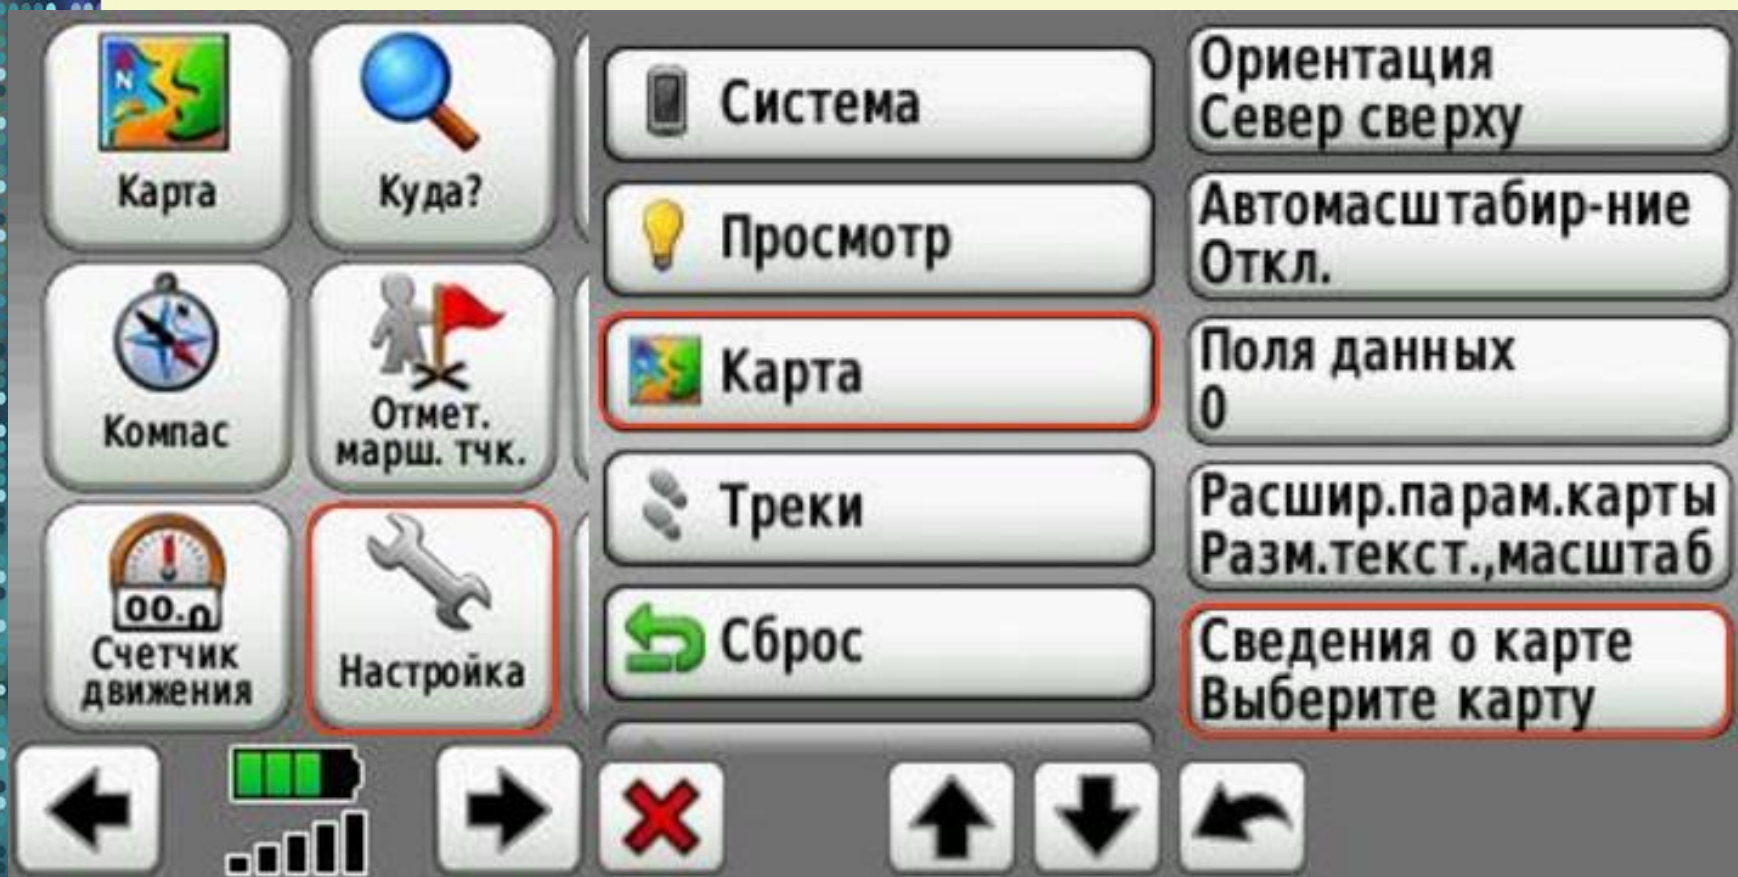 Карта
Куда?
Компас
Отмет.
марш. тчк.
00.0
Счетчик
движения
Настройка
Система
Просмотр
Карта
Треки
Сброс
Ориентация
Север сверху
Автомасштабир-ние
Откл.
Поля данных
0
Расшир.парам.карты
Разм.текст.,масштаб
Сведения о карте
Выберите карту